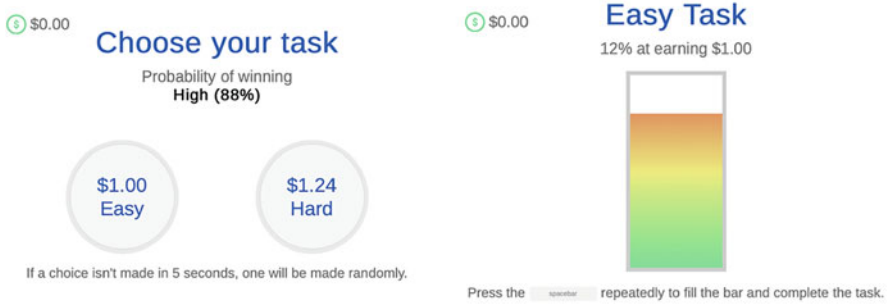 $ $0.00
Choose your task
Probability of winning
High (88%)
$1.00
Easy
$1.24
Hard
If a choice isn't made in 5 seconds, one will be made randomly.
$ $0.00
Easy Task
12% at earning $1.00
Press the spacebar repeatedly to fill the bar and complete the task.